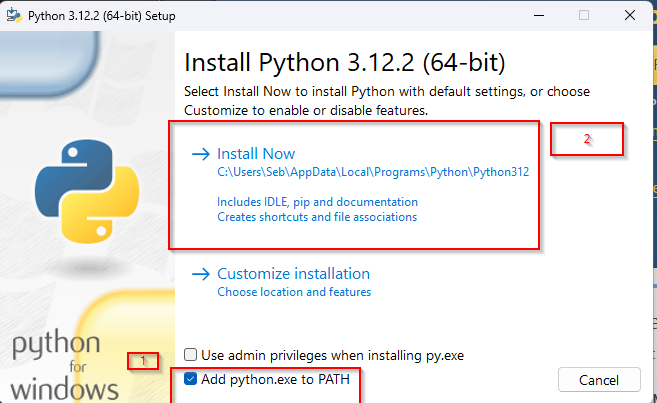 Python 3.12.2 (64-bit) Setup
Install Python 3.12.2 (64-bit)
Select Install Now to install Python with default settings, or choose
Customize to enable or disable features.
2
Install Now
C:\Users\Seb\AppData\Local\Programs\Python\Python312
Includes IDLE, pip and documentation
Creates shortcuts and file associations
Customize installation
Choose location and features
python
for
windows
1
Use admin privileges when installing py.exe
Add python.exe to PATH
Cancel